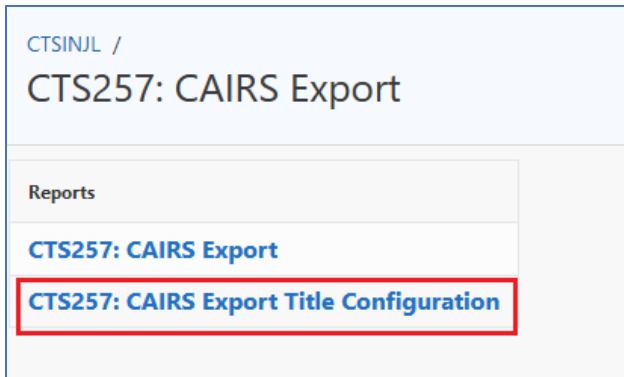 CTSINJL /
CTS257: CAIRS Export
Reports
CTS257: CAIRS Export
CTS257: CAIRS Export Title Configuration